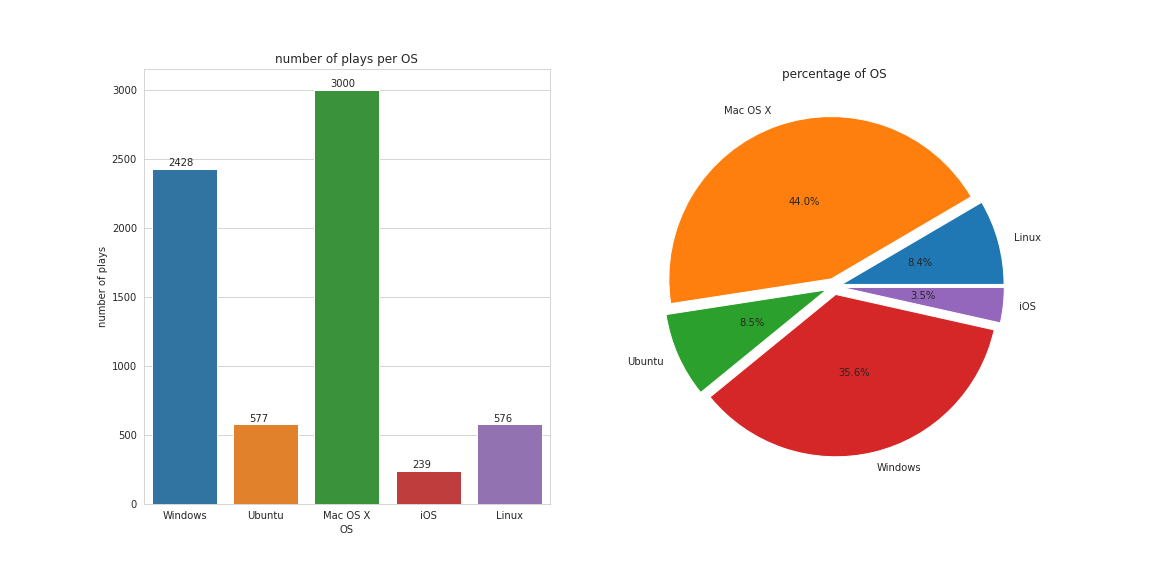 number of plays per OS
3000
2428
577
239
576
3000
2500
2000
1500
1000
500
0
number of plays
Windows Ubuntu Mac OS X iOS Linux
OS
percentage of OS
Mac OS X
44.0%
Linux
8.4%
3.5%
iOS
8.5%
Ubuntu
35.6%
Windows